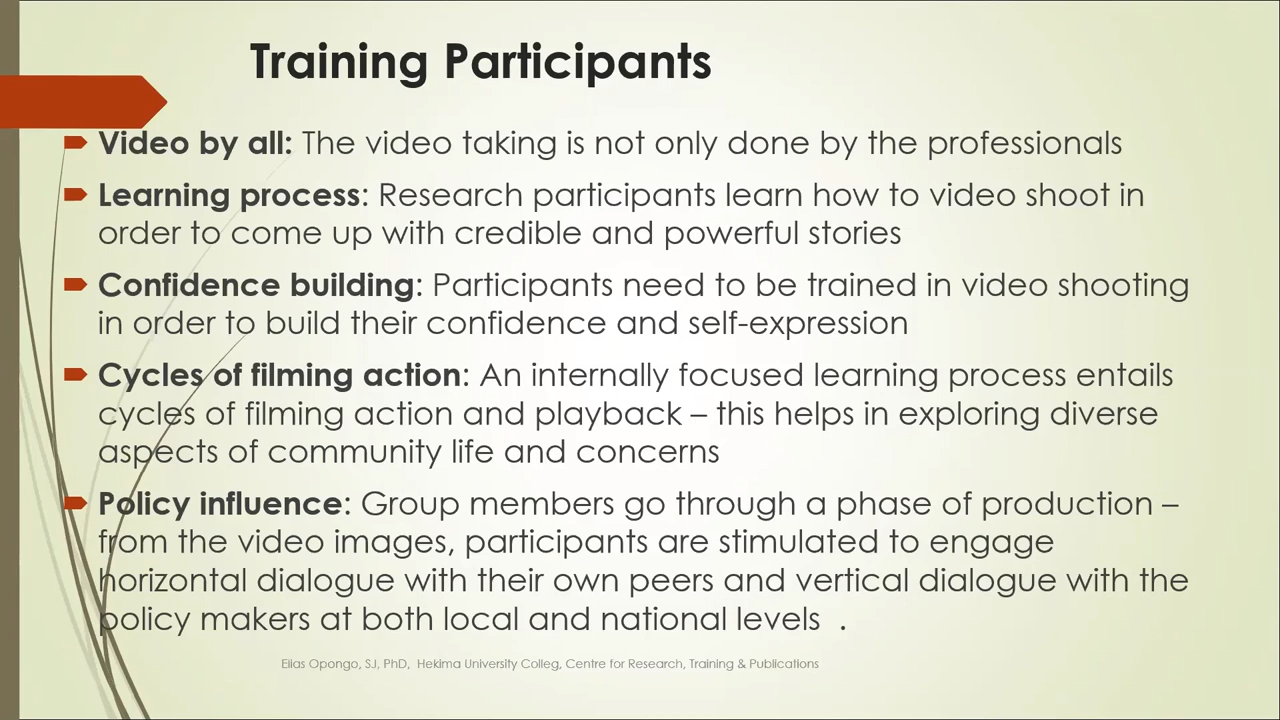 Training Participants
Video by all: The video taking is not only done by the professionals
Learning process: Research participants learn how to video shoot in
order to come up with credible and powerful stories
Confidence building: Participants need to be trained in video shooting
in order to build their confidence and self-expression
Cycles of filming action: An internally focused learning process entails
cycles of filming action and playback – this helps in exploring diverse
aspects of community life and concerns
Policy influence: Group members go through a phase of production –
from the video images, participants are stimulated to engage
horizontal dialogue with their own peers and vertical dialogue with the
policy makers at both local and national levels .
Elias Opongo, SJ, PhD, Hekima University Colleg, Centre for Research, Training & Publications